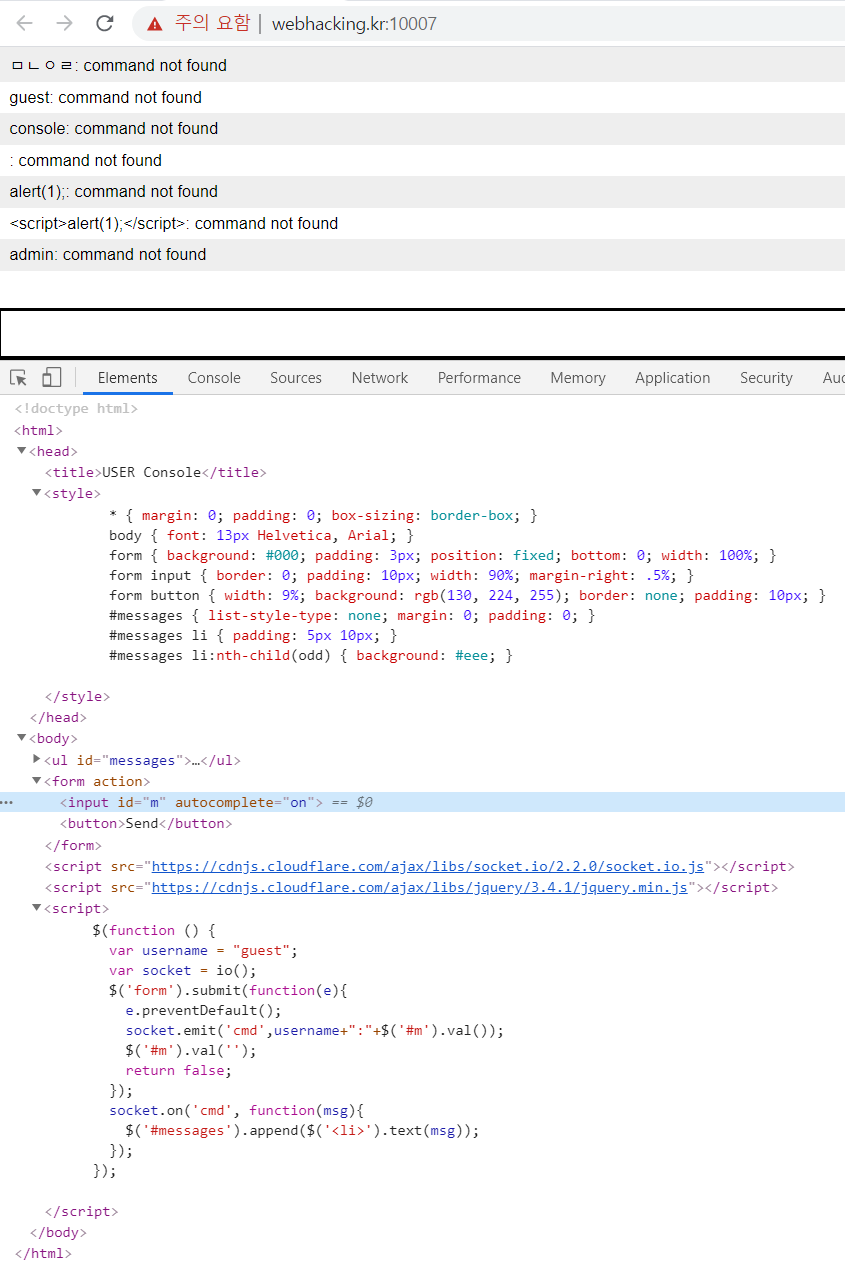 주의 요함 | webhacking.kr:10007
ㅁㄴㅇㄹ: command not found
guest: command not found
console: command not found
: command not found
alert(1);: command not found
<script>alert(1);</script>: command not found
admin: command not found
Elements Console Sources Network Performance Memory Application Security Auc
<!doctype html>
<html>
▼<head>
<title>USER Console</title>
▼<style>
* { margin: 0; padding: 0; box-sizing: border-box; }
body { font: 13px Helvetica, Arial; }
form { background: #000; padding: 3px; position: fixed; bottom: 0; width: 100%; }
form input { border: 0; padding: 10px; width: 90%; margin-right: .5%; }
form button { width: 9%; background: rgb(130, 224, 255); border: none; padding: 10px; }
#messages { list-style-type: none; margin: 0; padding: 0; }
#messages li { padding: 5px 10px; }
#messages li:nth-child(odd) { background: #eee; }
</style>
</head>
▼<body>
▶<ul id="messages">…</ul>
▼<form action>
<input id="m" autocomplete="on"> == $0
<button>Send</button>
</form>
<script src="https://cdnjs.cloudflare.com/ajax/libs/socket.io/2.2.0/socket.io.js"></script>
<script src="https://cdnjs.cloudflare.com/ajax/libs/jquery/3.4.1/jquery.min.js"></script>
▼<script>
$(function () {
var username = "guest";
var socket = io();
$('form').submit(function(e){
e.preventDefault();
socket.emit('cmd',username+":"+$('#m').val());
$('#m').val('');
return false;
});
socket.on('cmd', function(msg){
$('#messages').append($('<li>').text(msg));
});
});
</script>
</body>
</html>